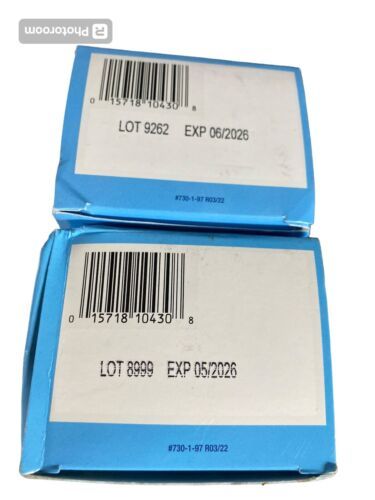 Photoroom
0 15718 10430 8
LOT 9262 EXP 06/2026
#730-1-97 R03/22
0 15718 10430 8
LOT 8999 EXP 05/2026
#730-1-97 R03/22